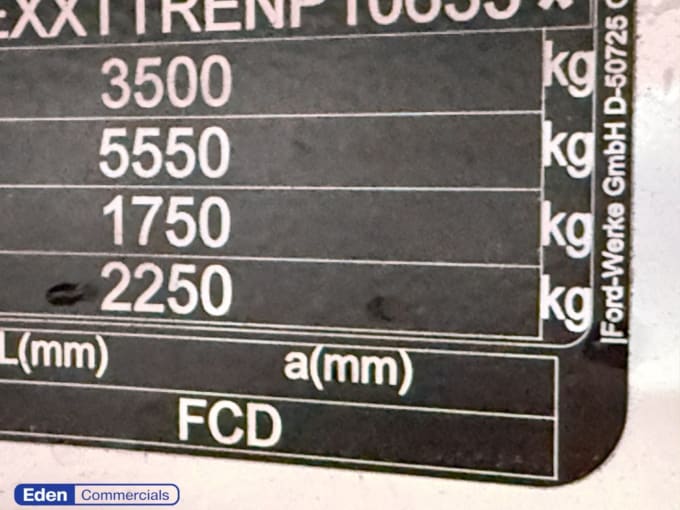 3500 kg
5550 kg
1750 kg
2250 kg
L(mm) a(mm)
FCD
Ford-Werke GmbH D-50725
Eden Commercials